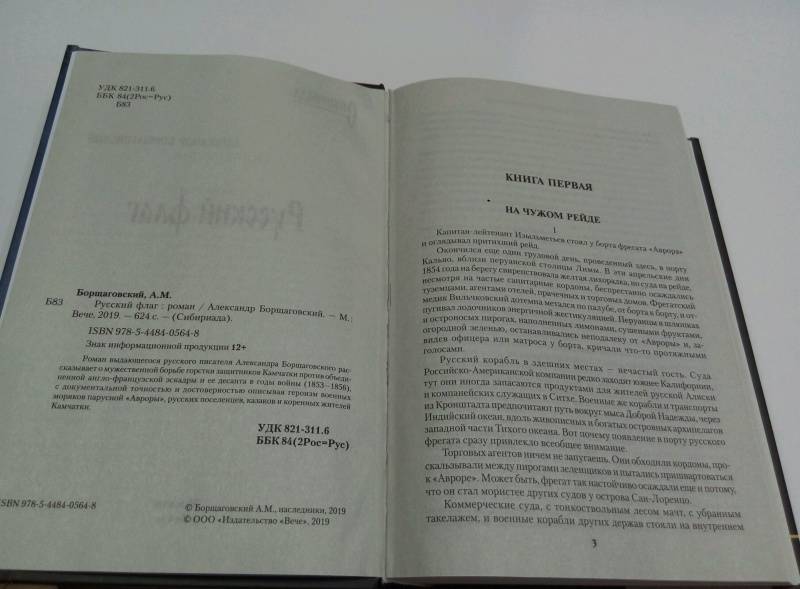 УДК 821-311.6
ББК 84(2Рос=Рус)
Б83
Борщаговский, А.М.
Б83 Русский флаг : роман / Александр Борщаговский. — М.:
Вече, 2019. — 624 с. — (Сибириада).
ISBN 978-5-4484-0564-8
Знак информационной продукции 12+
Роман выдающегося русского писателя Александра Борщаговского рас-
сказывает о мужественной борьбе горстки защитников Камчатки против объеди-
ненной англо-французской эскадры и ее десанта в годы войны (1853—1856),
с документальной точностью и достоверностью описывая героизм военных
моряков парусной «Авроры», русских поселенцев, казаков и коренных жителей
Камчатки.
УДК 821-311.6
ББК 84(2Рос=Рус)
ISBN 978-5-4484-0564-8
© Борщаговский А.М., наследники, 2019
© ООО «Издательство «Вече», 2019
Русский флаг
КНИГА ПЕРВАЯ
НА ЧУЖОМ РЕЙДЕ
1
Капитан-лейтенант Изыльметьев стоял у борта фрегата «Аврора»
и оглядывал притихший рейд.
Окончился еще один трудовой день, проведенный здесь, в порту
Кальяо, вблизи перуанской столицы Лимы. В эти апрельские дни
1854 года на берегу свирепствовала желтая лихорадка, но суда на рейде,
несмотря на частые санитарные кордоны, беспрестанно осаждались
туземцами, агентами отелей, прачечных и торговых домов. Фрегатский
медик Вильчковский дотемна метался по палубе, от борта к борту, и от-
пугивал лодочников энергичной жестикуляцией. Перуанцы в шлюпках
и остроносых пирогах, наполненных лимонами, сушеными фруктами,
огородной зеленью, останавливались неподалеку от «Авроры» и, за-
видев офицера или матроса у борта, кричали что-то протяжными
голосами.
Русский корабль в здешних местах — нечастый гость. Суда
Российско-Американской компании редко заходят южнее Калифорнии,
тут они иногда запасаются продуктами для жителей русской Аляски
и компанейских служащих в Ситхе. Военные же корабли и транспорты
из Кронштадта предпочитают путь вокруг мыса Доброй Надежды, через
Индийский океан, вдоль живописных и богатых островных архипелагов
западной части Тихого океана. Вот почему появление в порту русского
фрегата сразу привлекло всеобщее внимание.
Торговых агентов ничем не запугаешь. Они обходили кордоны, про-
скальзывали между пирогами зеленщиков и пытались пришвартоваться
к «Авроре». Может быть, фрегат так настойчиво осаждали еще и потому,
что он стал мористее других судов у острова Сан-Лоренцо.
Коммерческие суда, с тонкоствольным лесом мачт, с убранным
такелажем, и военные корабли других держав стояли на внутреннем
3